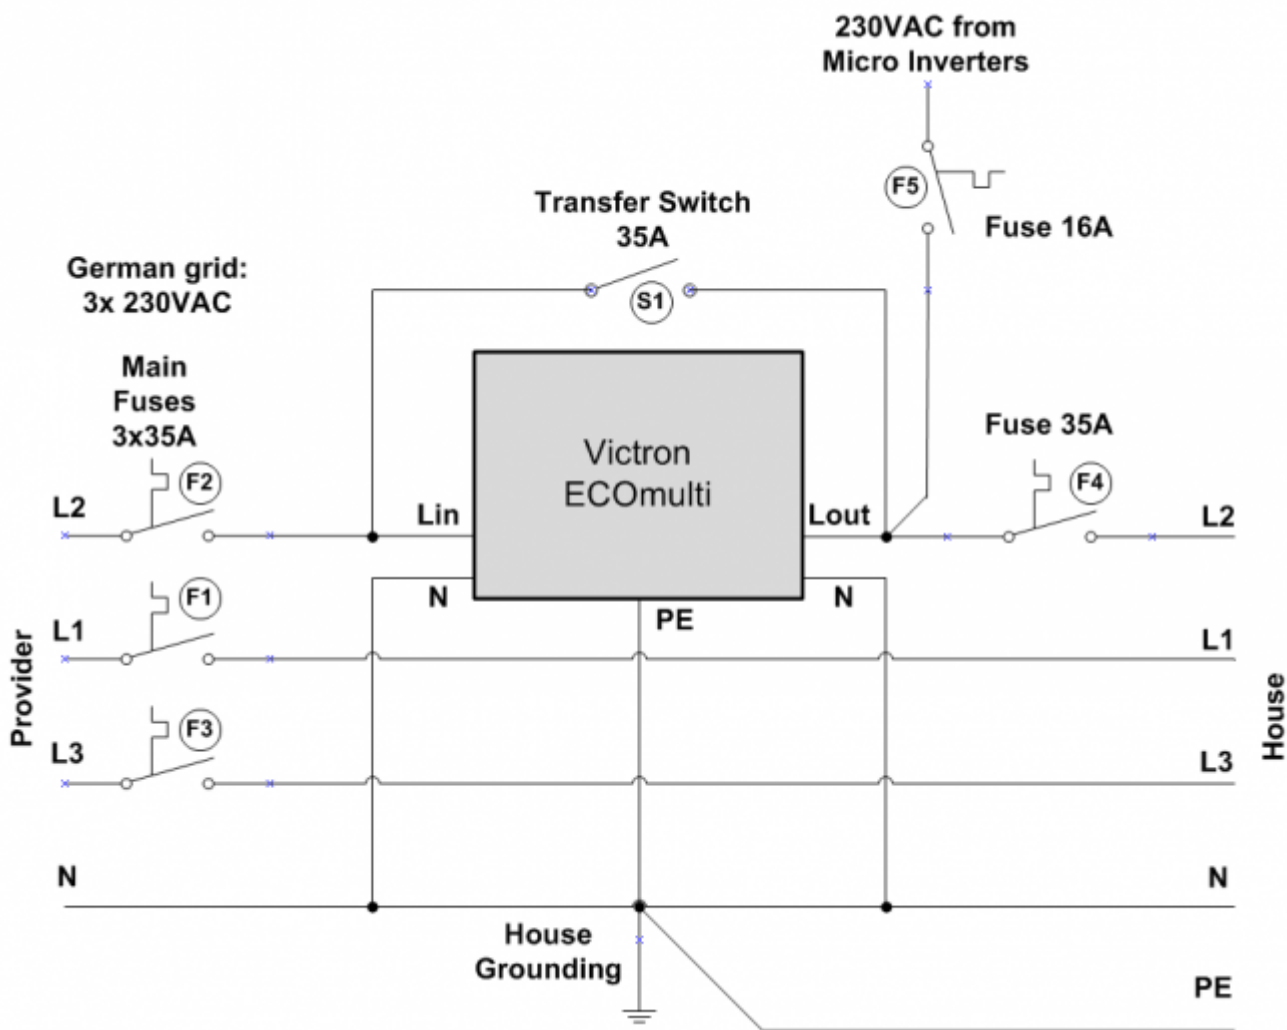 230VAC from
Micro Inverters
F5
Fuse 16A
Transfer Switch
35A
S1
German grid:
3x 230VAC
Main
Fuses
3x35A
Victron
ECOmulti
Fuse 35A
F2
F4
L2
Lin
Lout
L2
N
N
F1
PE
L1
L1
Provider
House
F3
L3
L3
N
N
House
Grounding
PE